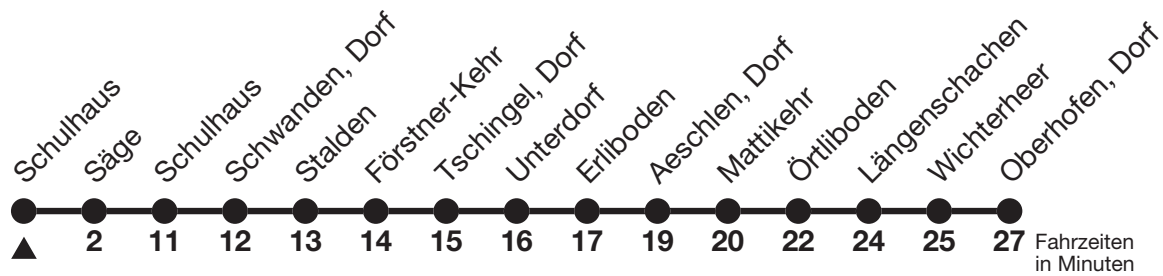 Schulhaus
Säge
Schulhaus
Schwanden, Dorf
Stalden
Förstner-Kehr
Tschingel, Dorf
Unterdorf
Erliboden
Aeschlen, Dorf
Mattikehr
Örtliboden
Längenschachen
Wichterheer
Oberhofen, Dorf
2 11 12 13 14 15 16 17 19 20 22 24 25 27 Fahrzeiten
in Minuten